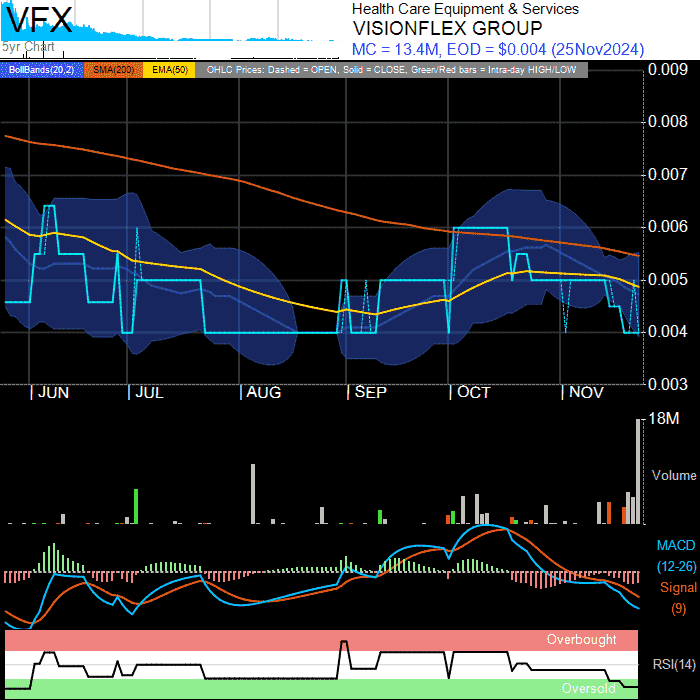 VFX
5yr Chart
Health Care Equipment & Services
VISIONFLEX GROUP
MC = 13.4M, EOD = $0.004 (25Nov2024)
BollBands(20,2) SMA(200) EMA(50) OHLC Prices: Dashed = OPEN, Solid = CLOSE, Green/Red bars = Intra-day HIGH/LOW
0.009
0.008
0.007
0.006
0.005
0.004
0.003
| JUN | JUL | AUG | SEP | OCT | NOV
18M
Volume
MACD
(12-26)
Signal
(9)
Overbought
RSI(14)
Oversold